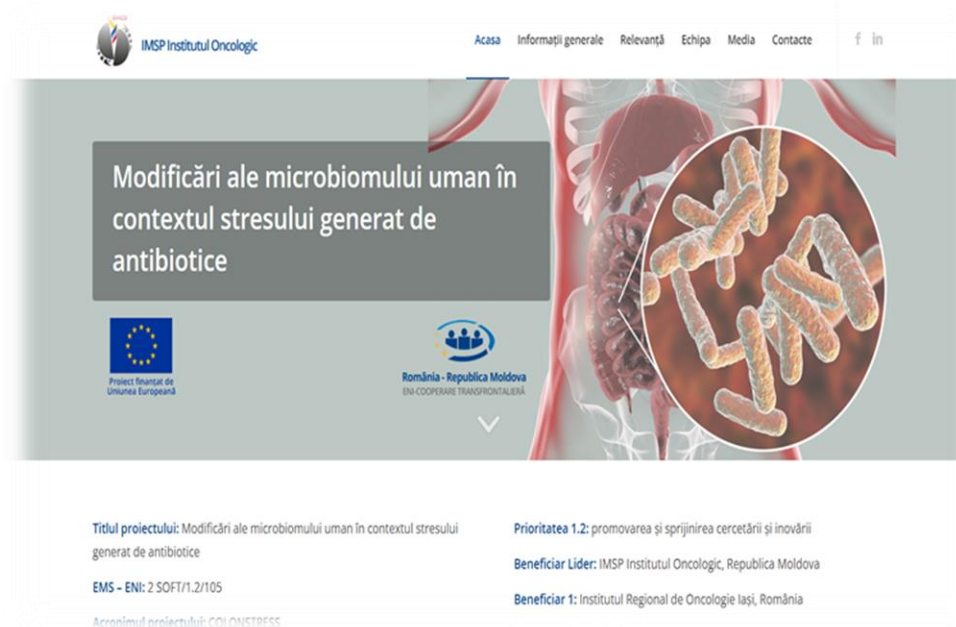 IMSP Institutul Oncologic
Acasa Informații generale Relevanță Echipa Media Contacte
f in
Modificări ale microbiomului uman în
contextul stresului generat de
antibiotice
Proiect finanțat de
Uniunea Europeană
România - Republica Moldova
ENI-COOPERARE TRANSFRONTALIERĂ
Titlul proiectului: Modificări ale microbiomului uman în contextul stresului
generat de antibiotice
EMS – ENI: 2 SOFT/1.2/105
Acronimul proiectului: COLONSTRESS
Prioritatea 1.2: promovarea și sprijinirea cercetării și inovării
Beneficiar Lider: IMSP Institutul Oncologic, Republica Moldova
Beneficiar 1: Institutul Regional de Oncologie Iași, România